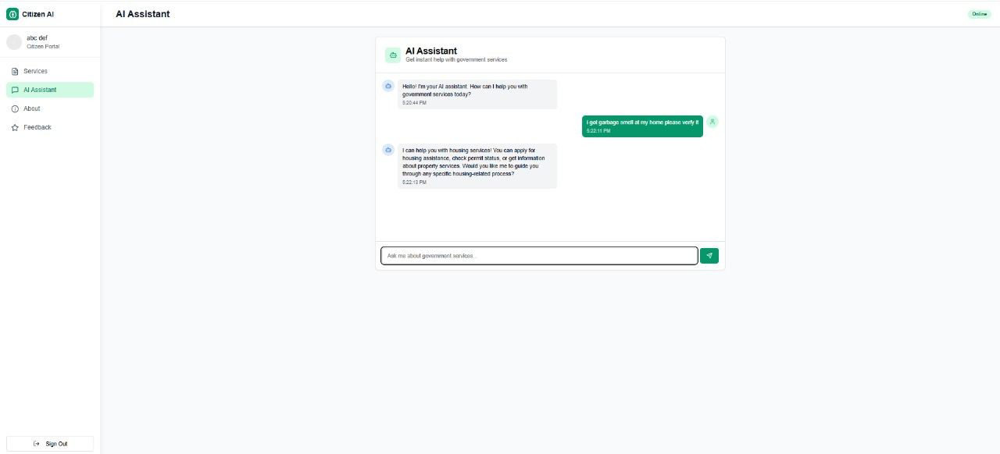 Citizen AI
AI Assistant
Online
abc def
Citizen Portal
Services
AI Assistant
About
Feedback
AI Assistant
Get instant help with government services
Hello! I'm your AI assistant. How can I help you with
government services today?
5:20:44 PM
i got garbage smell at my home please verfy it
5:22:11 PM
I can help you with housing services! You can apply for
housing assistance, check permit status, or get information
about property services. Would you like me to guide you
through any specific housing-related process?
5:22:13 PM
Ask me about government services...
Sign Out